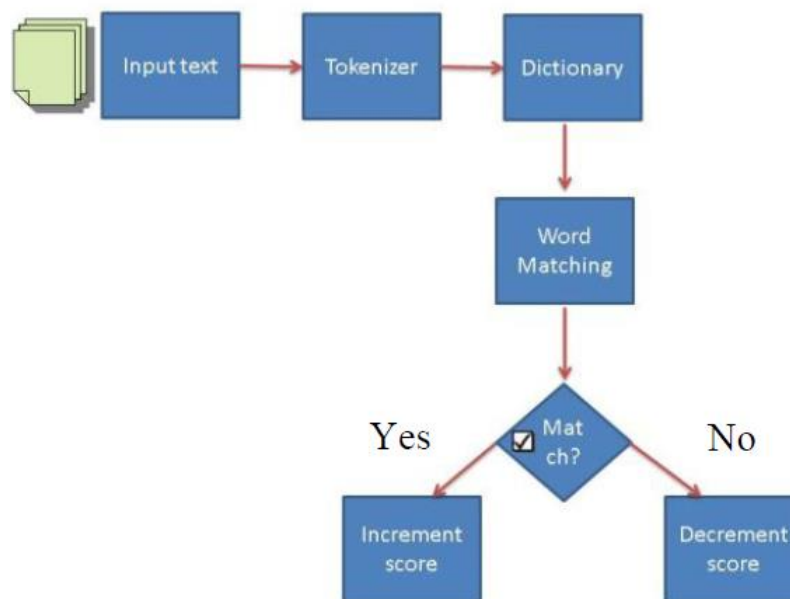 Input text
Tokenizer
Dictionary
Word
Matching
Mat
ch?
Yes
No
Increment
score
Decrement
score